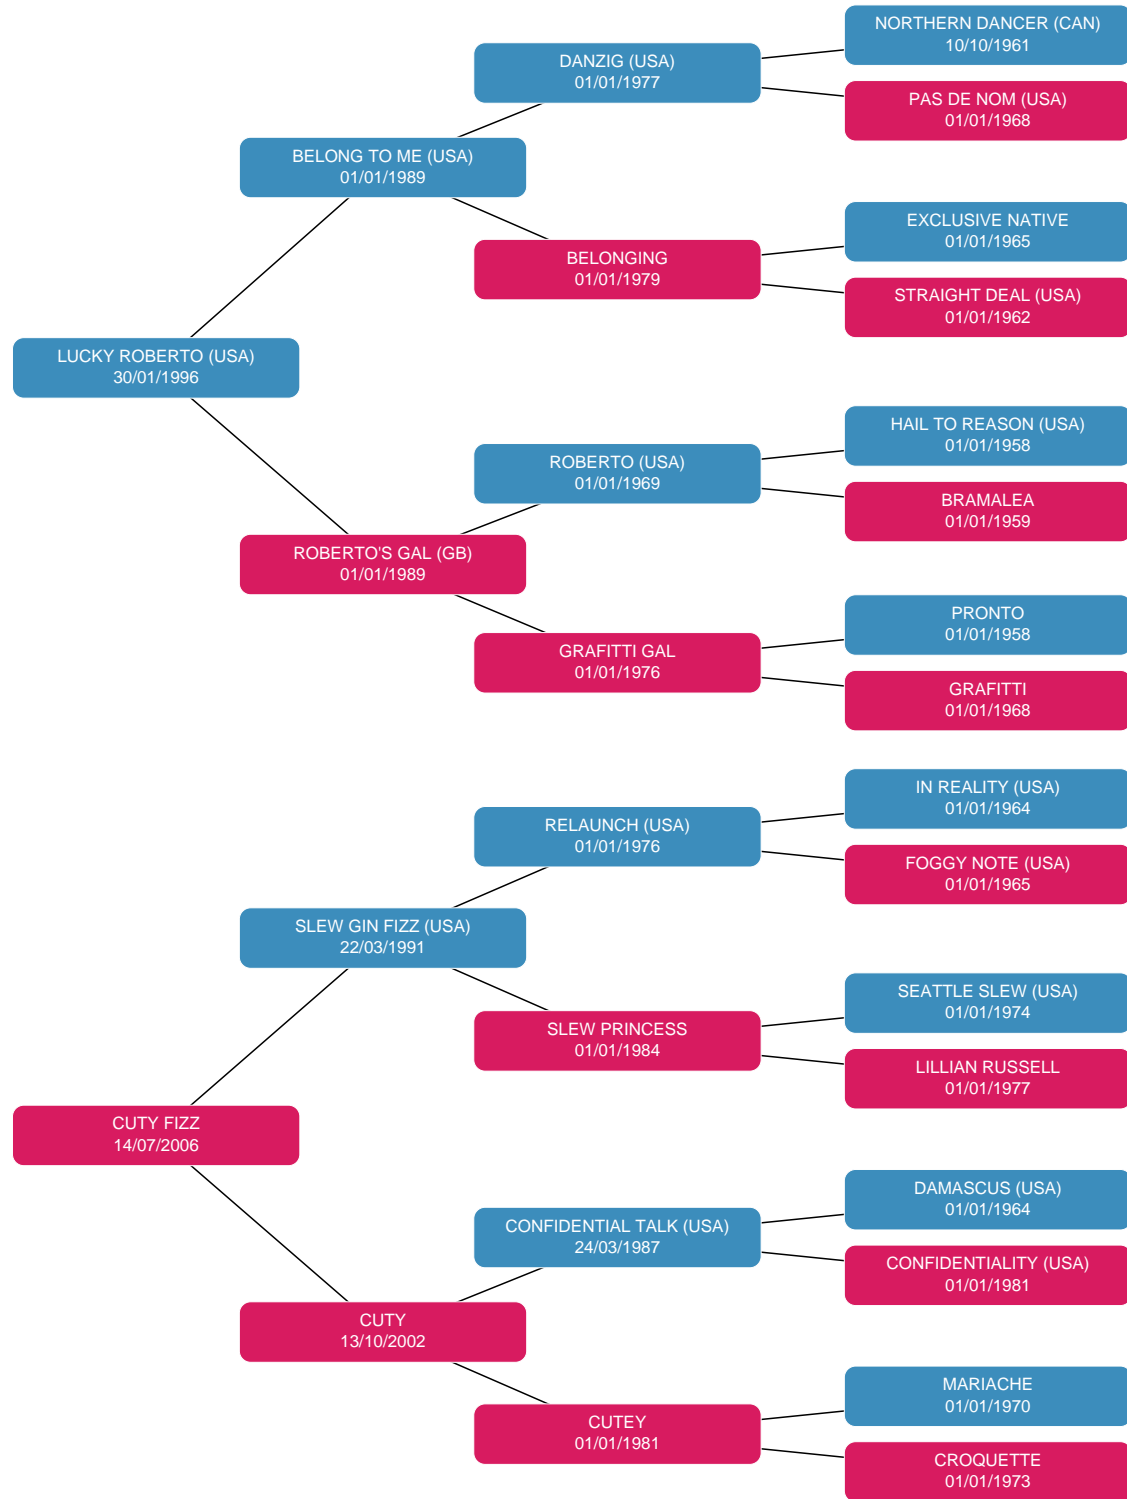 NORTHERN DANCER (CAN)
10/10/1961
DANZIG (USA)
01/01/1977
PAS DE NOM (USA)
01/01/1968
BELONG TO ME (USA)
01/01/1989
EXCLUSIVE NATIVE
01/01/1965
BELONGING
01/01/1979
STRAIGHT DEAL (USA)
01/01/1962
LUCKY ROBERTO (USA)
30/01/1996
HAIL TO REASON (USA)
01/01/1958
ROBERTO (USA)
01/01/1969
BRAMALEA
01/01/1959
ROBERTO'S GAL (GB)
01/01/1989
PRONTO
01/01/1958
GRAFITTI GAL
01/01/1976
GRAFITTI
01/01/1968
IN REALITY (USA)
01/01/1964
RELAUNCH (USA)
01/01/1976
FOGGY NOTE (USA)
01/01/1965
SLEW GIN FIZZ (USA)
22/03/1991
SEATTLE SLEW (USA)
01/01/1974
SLEW PRINCESS
01/01/1984
LILLIAN RUSSELL
01/01/1977
CUTY FIZZ
14/07/2006
DAMASCUS (USA)
01/01/1964
CONFIDENTIAL TALK (USA)
24/03/1987
CONFIDENTIALITY (USA)
01/01/1981
CUTY
13/10/2002
MARIACHE
01/01/1970
CUTEY
01/01/1981
CROQUETTE
01/01/1973